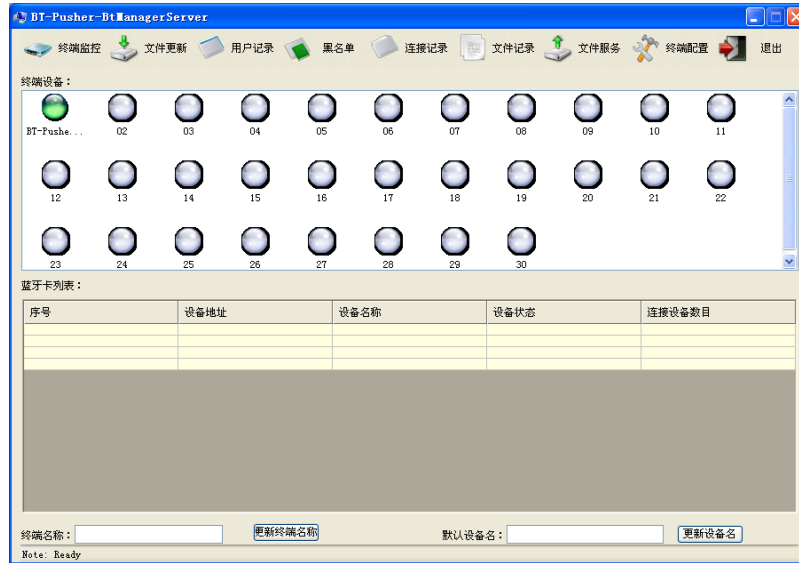 BT-Pusher-BtManagerServer
终端监控 文件更新 用户记录 黑名单 连接记录 文件记录 文件服务 终端配置 退出
终端设备：
BT-Pushe... 02 03 04 05 06 07 08 09 10 11
12 13 14 15 16 17 18 19 20 21 22
23 24 25 26 27 28 29 30
蓝牙卡列表：
序号 设备地址 设备名称 设备状态 连接设备数目
终端名称： 更新终端名称 默认设备名： 更新设备名
Note: Ready